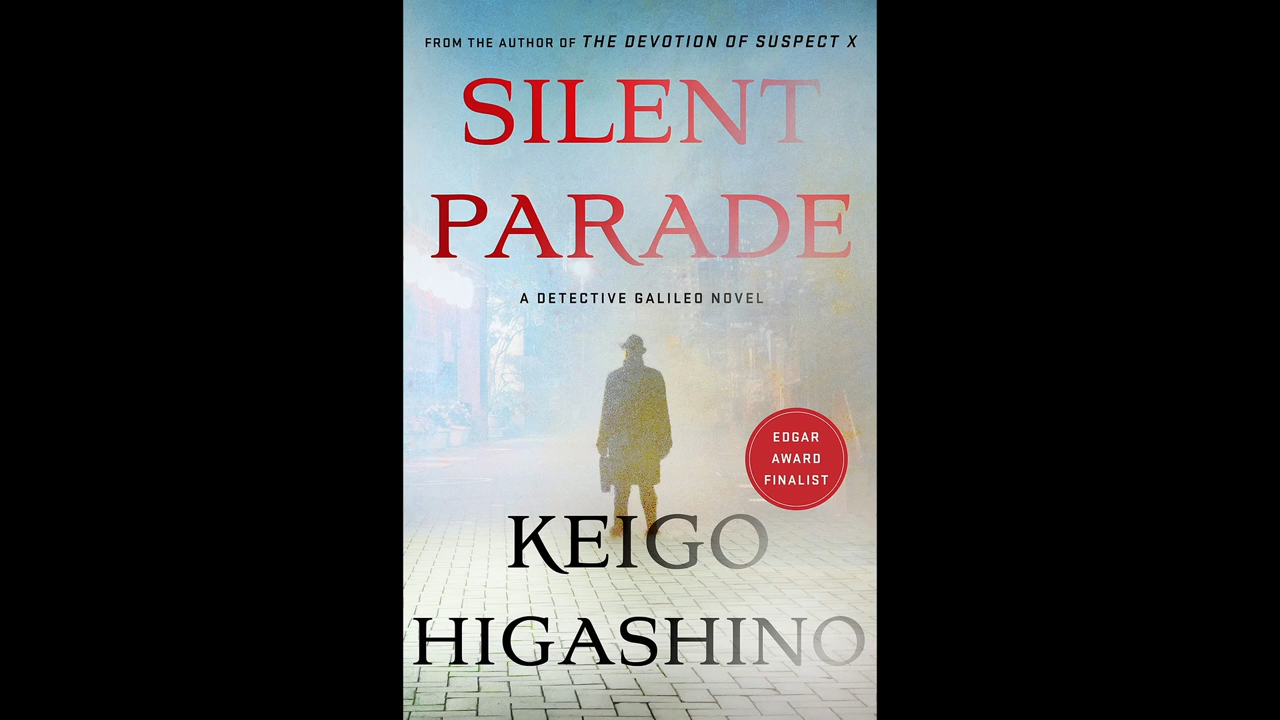 FROM THE AUTHOR OF THE DEVOTION OF SUSPECT X
SILENT
PARADE
A DETECTIVE GALILEO NOVEL
EDGAR
AWARD
FINALIST
KEIGO
HIGASHINO